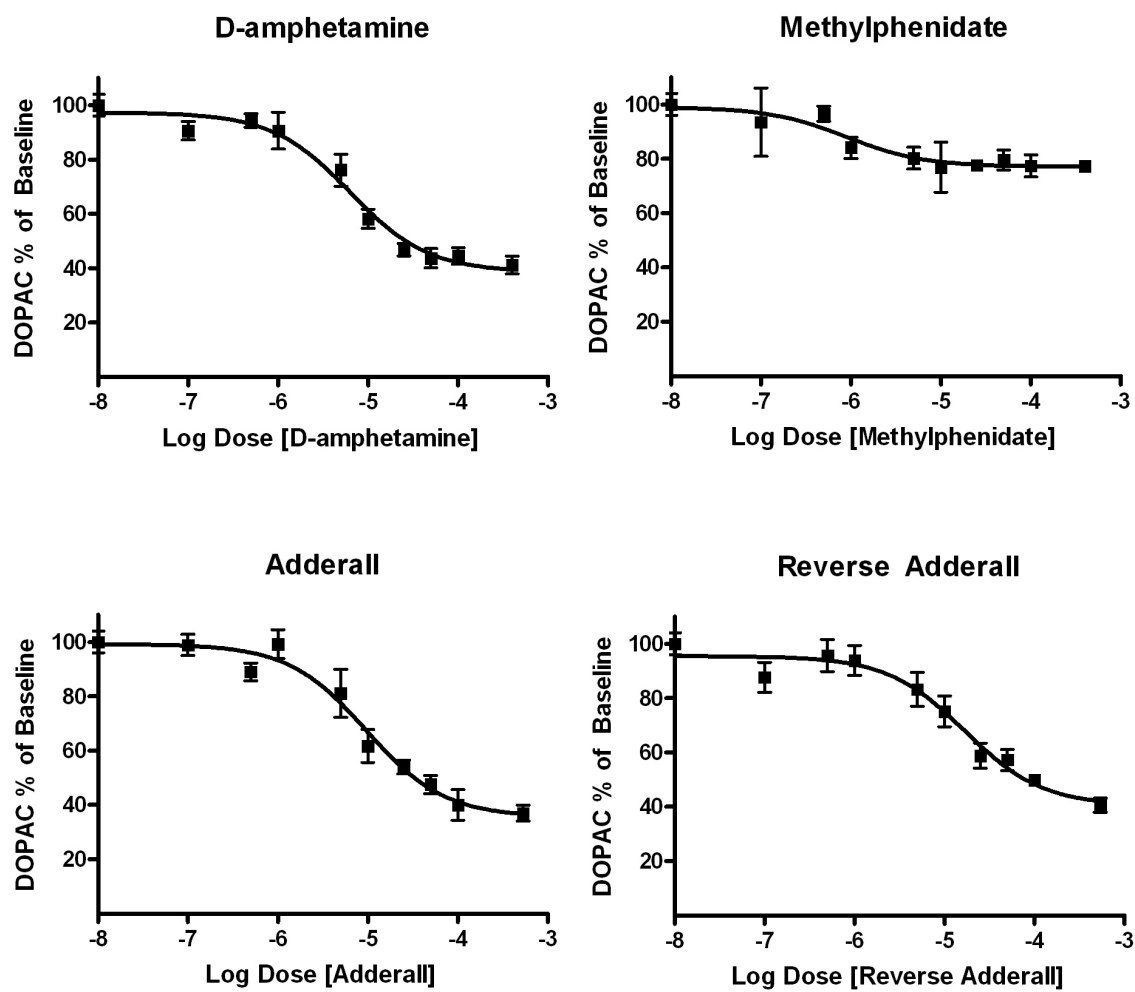 D-amphetamine
DOPAC % of Baseline
100
80
60
40
20
-8 -7 -6 -5 -4 -3
Log Dose [D-amphetamine]
Methylphenidate
DOPAC % of Baseline
100
80
60
40
20
-8 -7 -6 -5 -4 -3
Log Dose [Methylphenidate]
Adderall
DOPAC % of Baseline
100
80
60
40
20
-8 -7 -6 -5 -4 -3
Log Dose [Adderall]
Reverse Adderall
DOPAC % of Baseline
100
80
60
40
20
-8 -7 -6 -5 -4 -3
Log Dose [Reverse Adderall]